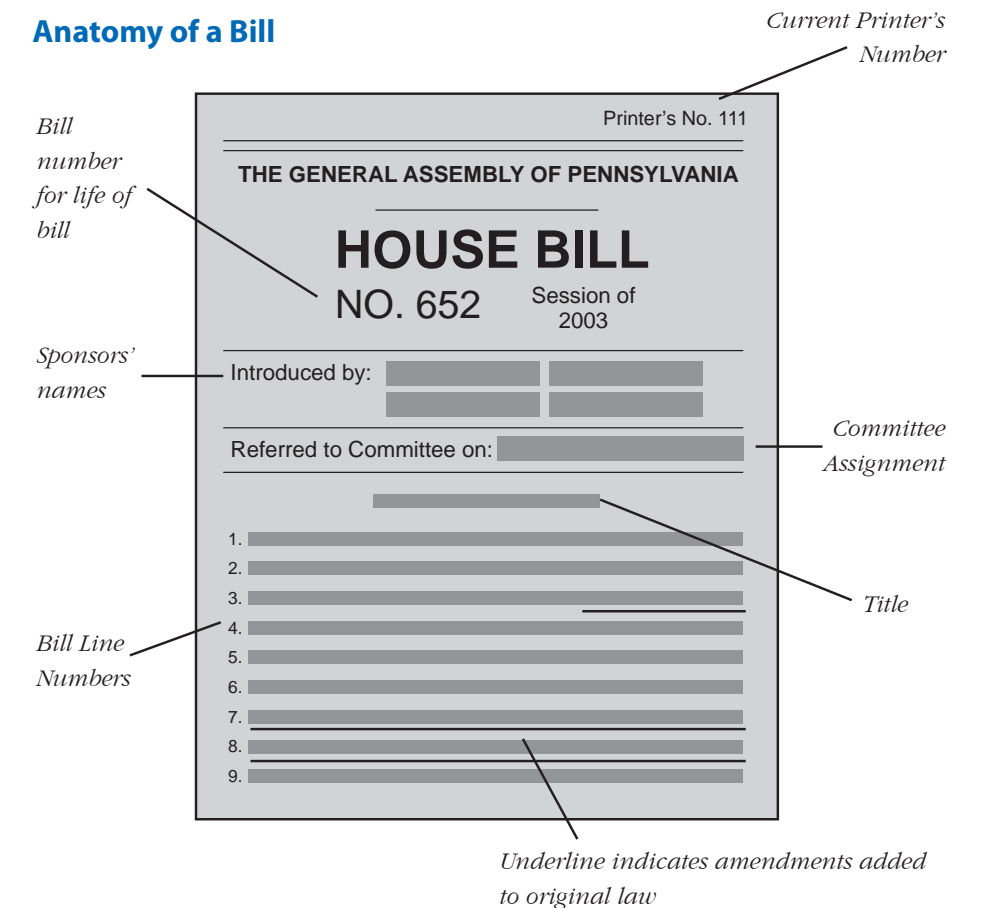 Anatomy of a Bill
Current Printer’s
Number
Printer’s No. 111
Bill
number
for life of
bill
THE GENERAL ASSEMBLY OF PENNSYLVANIA
HOUSE BILL
NO. 652
Session of
2003
Sponsors’
names
Introduced by:
Referred to Committee on:
Committee
Assignment
1.
2.
3.
Title
4.
Bill Line
Numbers
5.
6.
7.
8.
9.
Underline indicates amendments added
to original law